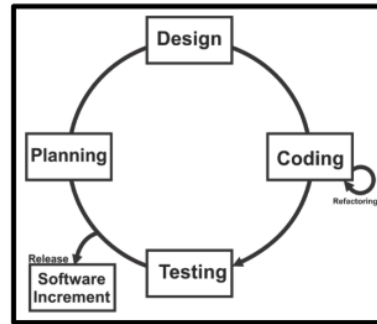 Design
Planning
Coding
Refactoring
Release
Software
Increment
Testing